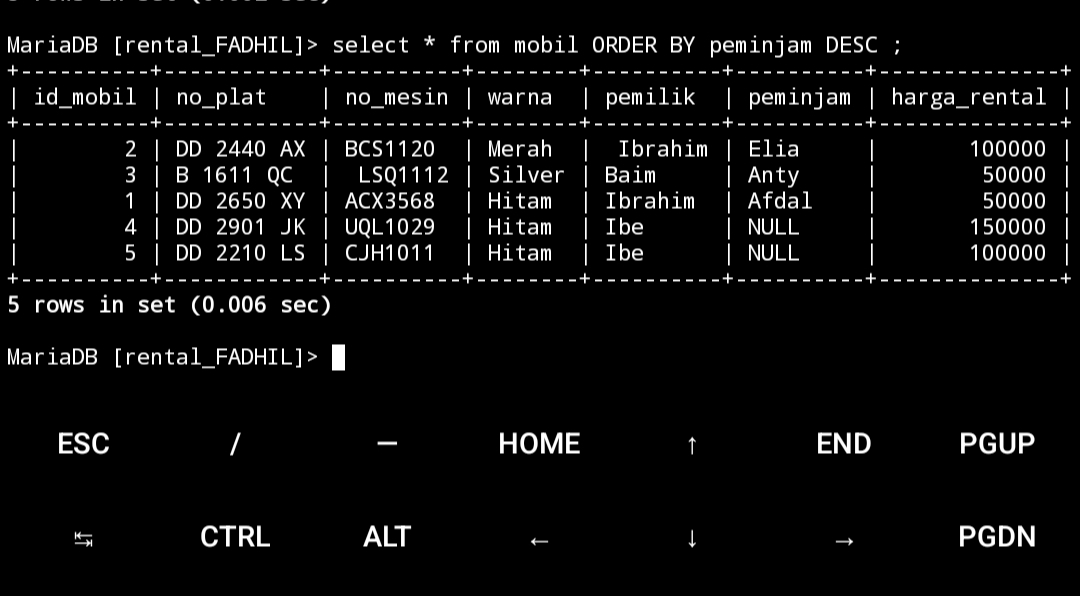 MariaDB [rental_FADHIL]> select * from mobil ORDER BY peminjam DESC ;
+----------+------------+----------+--------+----------+----------+--------------+
| id_mobil | no_plat    | no_mesin | warna  | pemilik  | peminjam | harga_rental |
+----------+------------+----------+--------+----------+----------+--------------+
|        2 | DD 2440 AX | BCS1120  | Merah  |  Ibrahim | Elia     |       100000 |
|        3 | B 1611 QC  |  LSQ1112 | Silver | Baim     | Anty     |        50000 |
|        1 | DD 2650 XY | ACX3568  | Hitam  | Ibrahim  | Afdal    |        50000 |
|        4 | DD 2901 JK | UQL1029  | Hitam  | Ibe      | NULL     |       150000 |
|        5 | DD 2210 LS | CJH1011  | Hitam  | Ibe      | NULL     |       100000 |
+----------+------------+----------+--------+----------+----------+--------------+
5 rows in set (0.006 sec)
MariaDB [rental_FADHIL]>
ESC / — HOME ↑ END PGUP
↹ CTRL ALT ← ↓ → PGDN